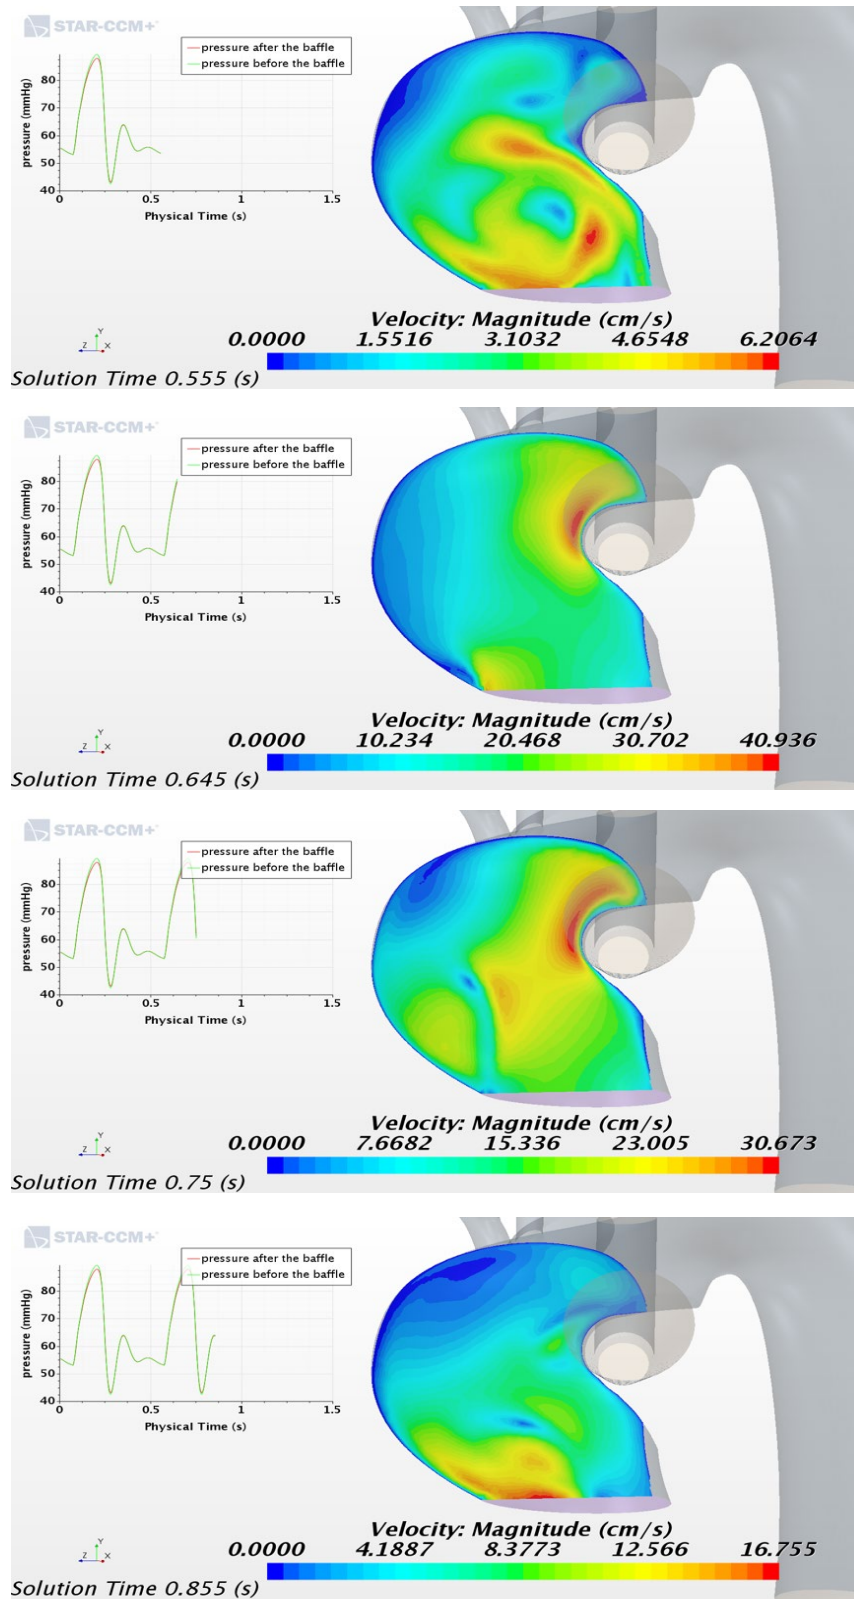 STAR-CCM+
pressure after the baffle
pressure before the baffle
pressure (mmHg)
80
70
60
50
40
0
0.5
1
1.5
Physical Time (s)
Velocity: Magnitude (cm/s)
0.0000 1.5516 3.1032 4.6548 6.2064
Y
Z X
Solution Time 0.555 (s)
STAR-CCM+
pressure after the baffle
pressure before the baffle
pressure (mmHg)
80
70
60
50
40
0
0.5
1
1.5
Physical Time (s)
Velocity: Magnitude (cm/s)
0.0000 10.234 20.468 30.702 40.936
Y
Z X
Solution Time 0.645 (s)
STAR-CCM+
pressure after the baffle
pressure before the baffle
pressure (mmHg)
80
70
60
50
40
0
0.5
1
1.5
Physical Time (s)
Velocity: Magnitude (cm/s)
0.0000 7.6682 15.336 23.005 30.673
Y
Z X
Solution Time 0.75 (s)
STAR-CCM+
pressure after the baffle
pressure before the baffle
pressure (mmHg)
80
70
60
50
40
0
0.5
1
1.5
Physical Time (s)
Velocity: Magnitude (cm/s)
0.0000 4.1887 8.3773 12.566 16.755
Y
Z X
Solution Time 0.855 (s)